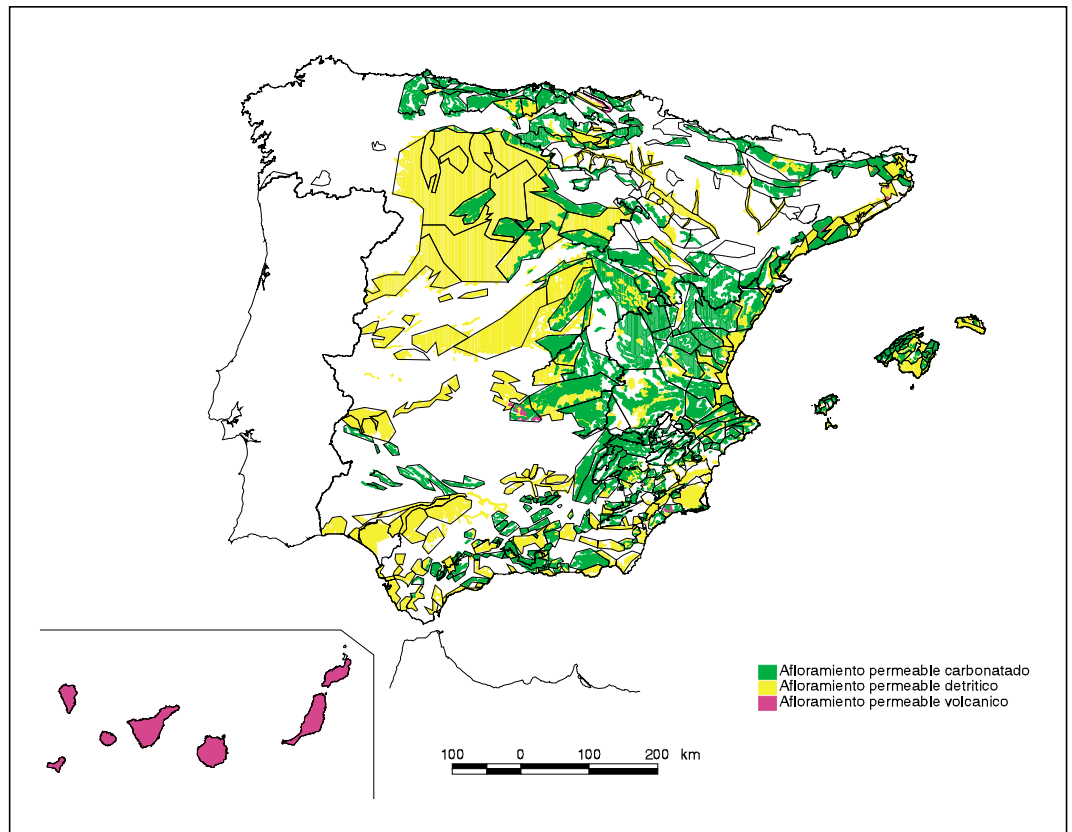 Afloramiento permeable carbonatado
Afloramiento permeable detritico
Afloramiento permeable volcanico
100 0 100 200 km